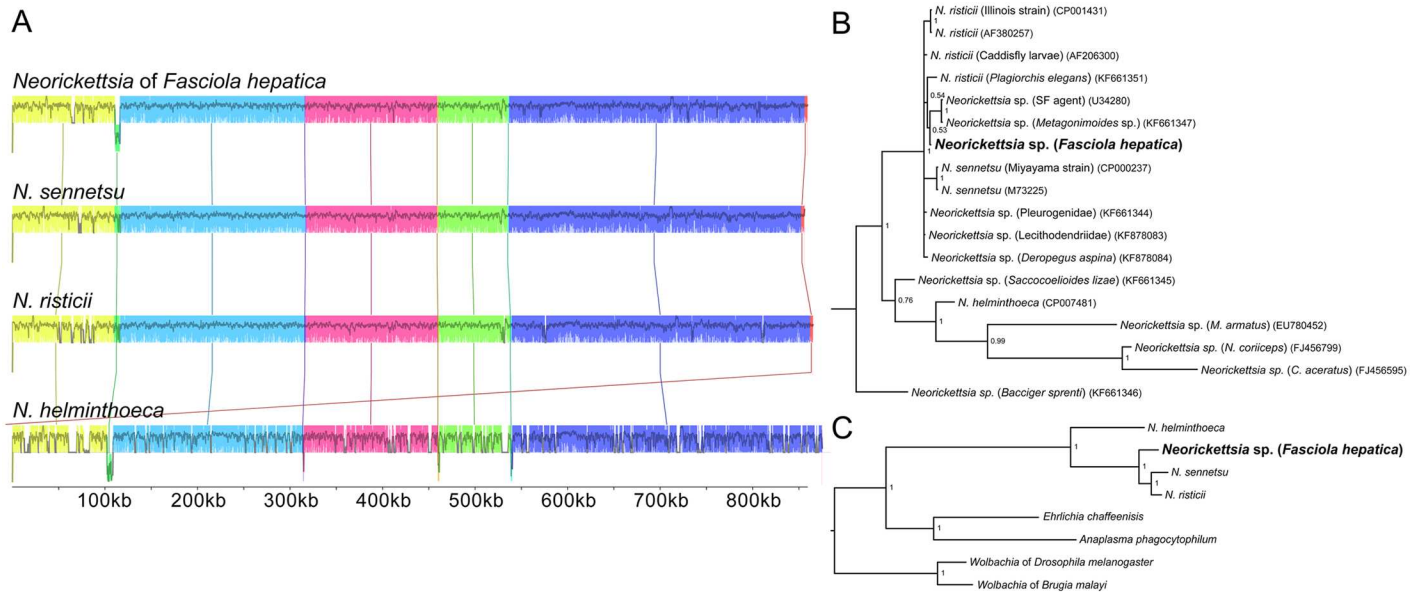 A
Neorickettsia of Fasciola hepatica
N. sennetsu
N. risticii
N. helminthoeca
100kb 200kb 300kb 400kb 500kb 600kb 700kb 800kb
B
N. risticii (Illinois strain) (CP001431)
1
N. risticii (AF380257)
N. risticii (Caddisfly larvae) (AF206300)
N. risticii (Plagiorchis elegans) (KF661351)
0.54
Neorickettsia sp. (SF agent) (U34280)
1
Neorickettsia sp. (Metagonimoides sp.) (KF661347)
0.53
Neorickettsia sp. (Fasciola hepatica)
1
N. sennetsu (Miyayama strain) (CP000237)
1
N. sennetsu (M73225)
Neorickettsia sp. (Pleurogenidae) (KF661344)
1
Neorickettsia sp. (Lecithodendriidae) (KF878083)
Neorickettsia sp. (Deropegus aspina) (KF878084)
Neorickettsia sp. (Saccocoelioides lizae) (KF661345)
0.76
N. helminthoeca (CP007481)
Neorickettsia sp. (M. armatus) (EU780452)
1
0.99
Neorickettsia sp. (N. coriiceps) (FJ456799)
1
Neorickettsia sp. (C. aceratus) (FJ456595)
Neorickettsia sp. (Bacciger sprenti) (KF661346)
C
N. helminthoeca
1
Neorickettsia sp. (Fasciola hepatica)
1
N. sennetsu
1
N. risticii
1
Ehrlichia chaffeenisis
1
Anaplasma phagocytophilum
Wolbachia of Drosophila melanogaster
1
Wolbachia of Brugia malayi